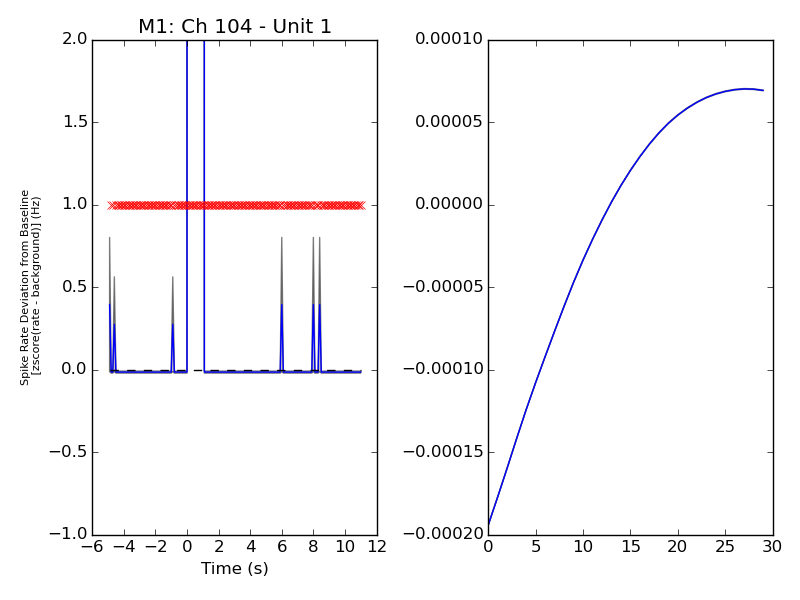 M1: Ch 104 - Unit 1
2.0
1.5
1.0
0.5
0.0
−0.5
−1.0
Spike Rate Deviation from Baseline
[zscore(rate - background)] (Hz)
−6 −4 −2 0 2 4 6 8 10 12
Time (s)
0.00010
0.00005
0.00000
−0.00005
−0.00010
−0.00015
−0.00020
0 5 10 15 20 25 30